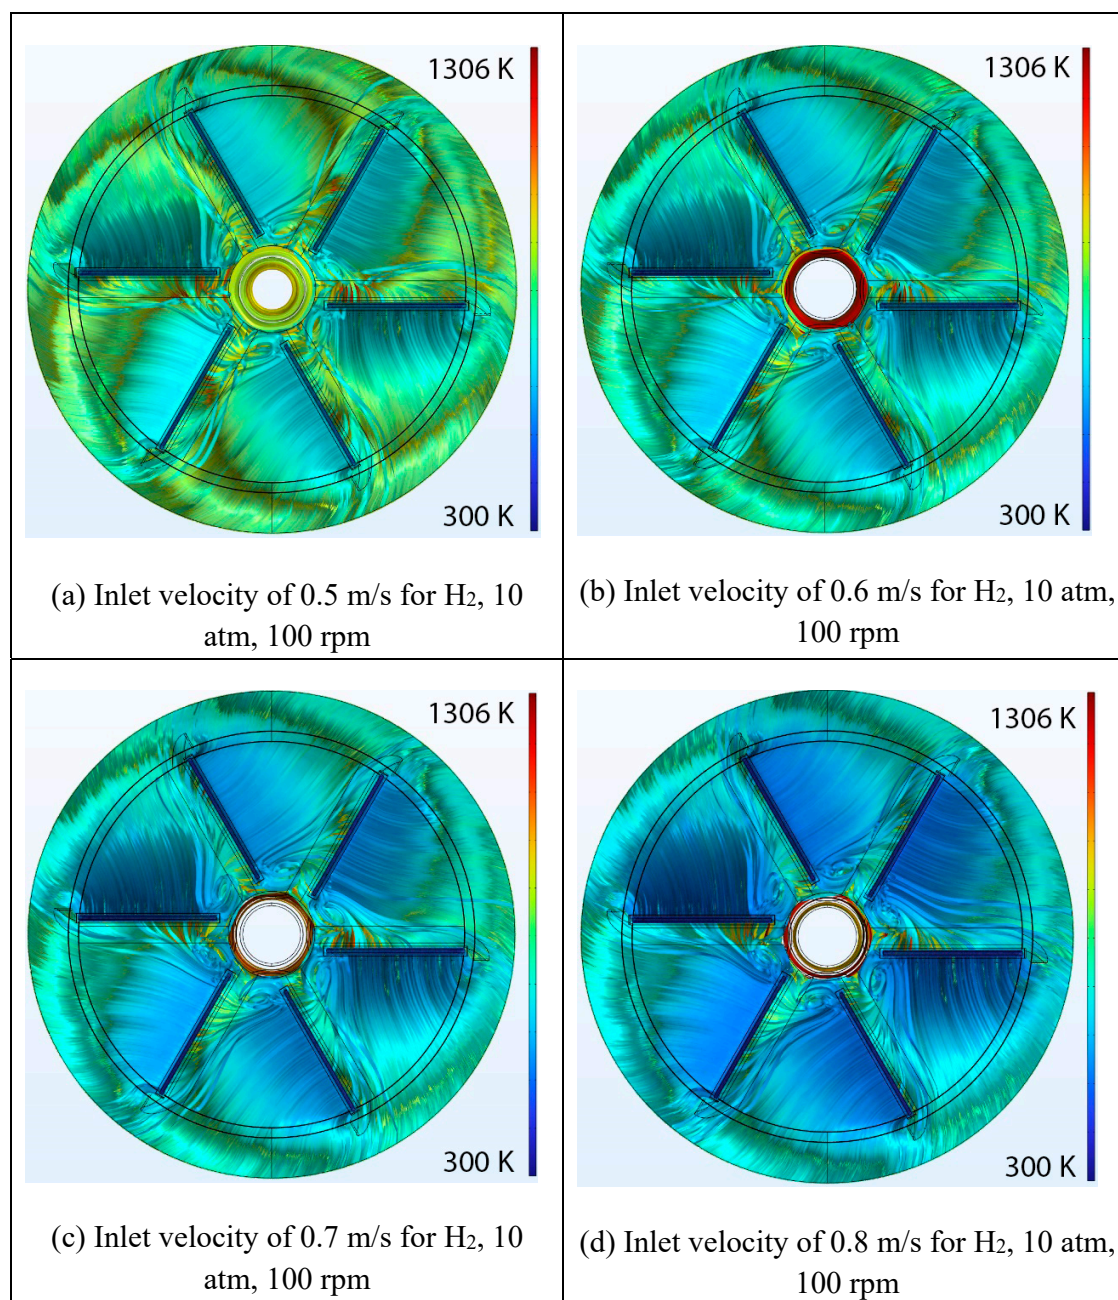 1306 K
300 K
(a) Inlet velocity of 0.5 m/s for H₂, 10
atm, 100 rpm
1306 K
300 K
(b) Inlet velocity of 0.6 m/s for H₂, 10 atm,
100 rpm
1306 K
300 K
(c) Inlet velocity of 0.7 m/s for H₂, 10
atm, 100 rpm
1306 K
300 K
(d) Inlet velocity of 0.8 m/s for H₂, 10 atm,
100 rpm